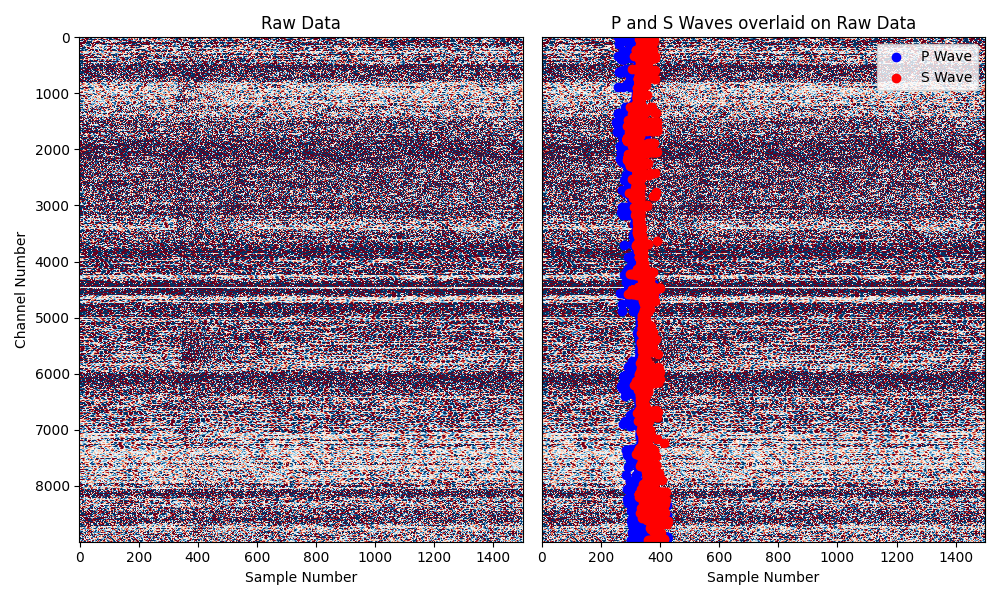 Raw Data
P and S Waves overlaid on Raw Data
Channel Number
0
1000
2000
3000
4000
5000
6000
7000
8000
0 200 400 600 800 1000 1200 1400
Sample Number
P Wave
S Wave
0 200 400 600 800 1000 1200 1400
Sample Number